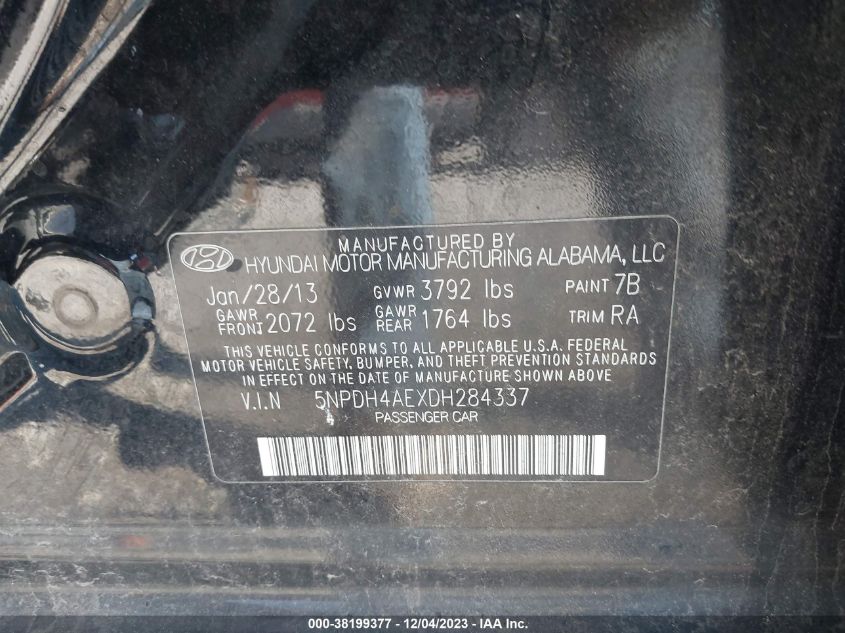 MANUFACTURED BY
HYUNDAI MOTOR MANUFACTURING ALABAMA, LLC
Jan/28/13 GVWR 3792 lbs PAINT 7B
GAWR FRONT 2072 lbs GAWR REAR 1764 lbs TRIM RA
THIS VEHICLE CONFORMS TO ALL APPLICABLE U.S.A. FEDERAL
MOTOR VEHICLE SAFETY, BUMPER, AND THEFT PREVENTION STANDARDS
IN EFFECT ON THE DATE OF MANUFACTURE SHOWN ABOVE
V.I.N 5NPDH4AEXDH284337
PASSENGER CAR
000-38199377 - 12/04/2023 - IAA Inc.